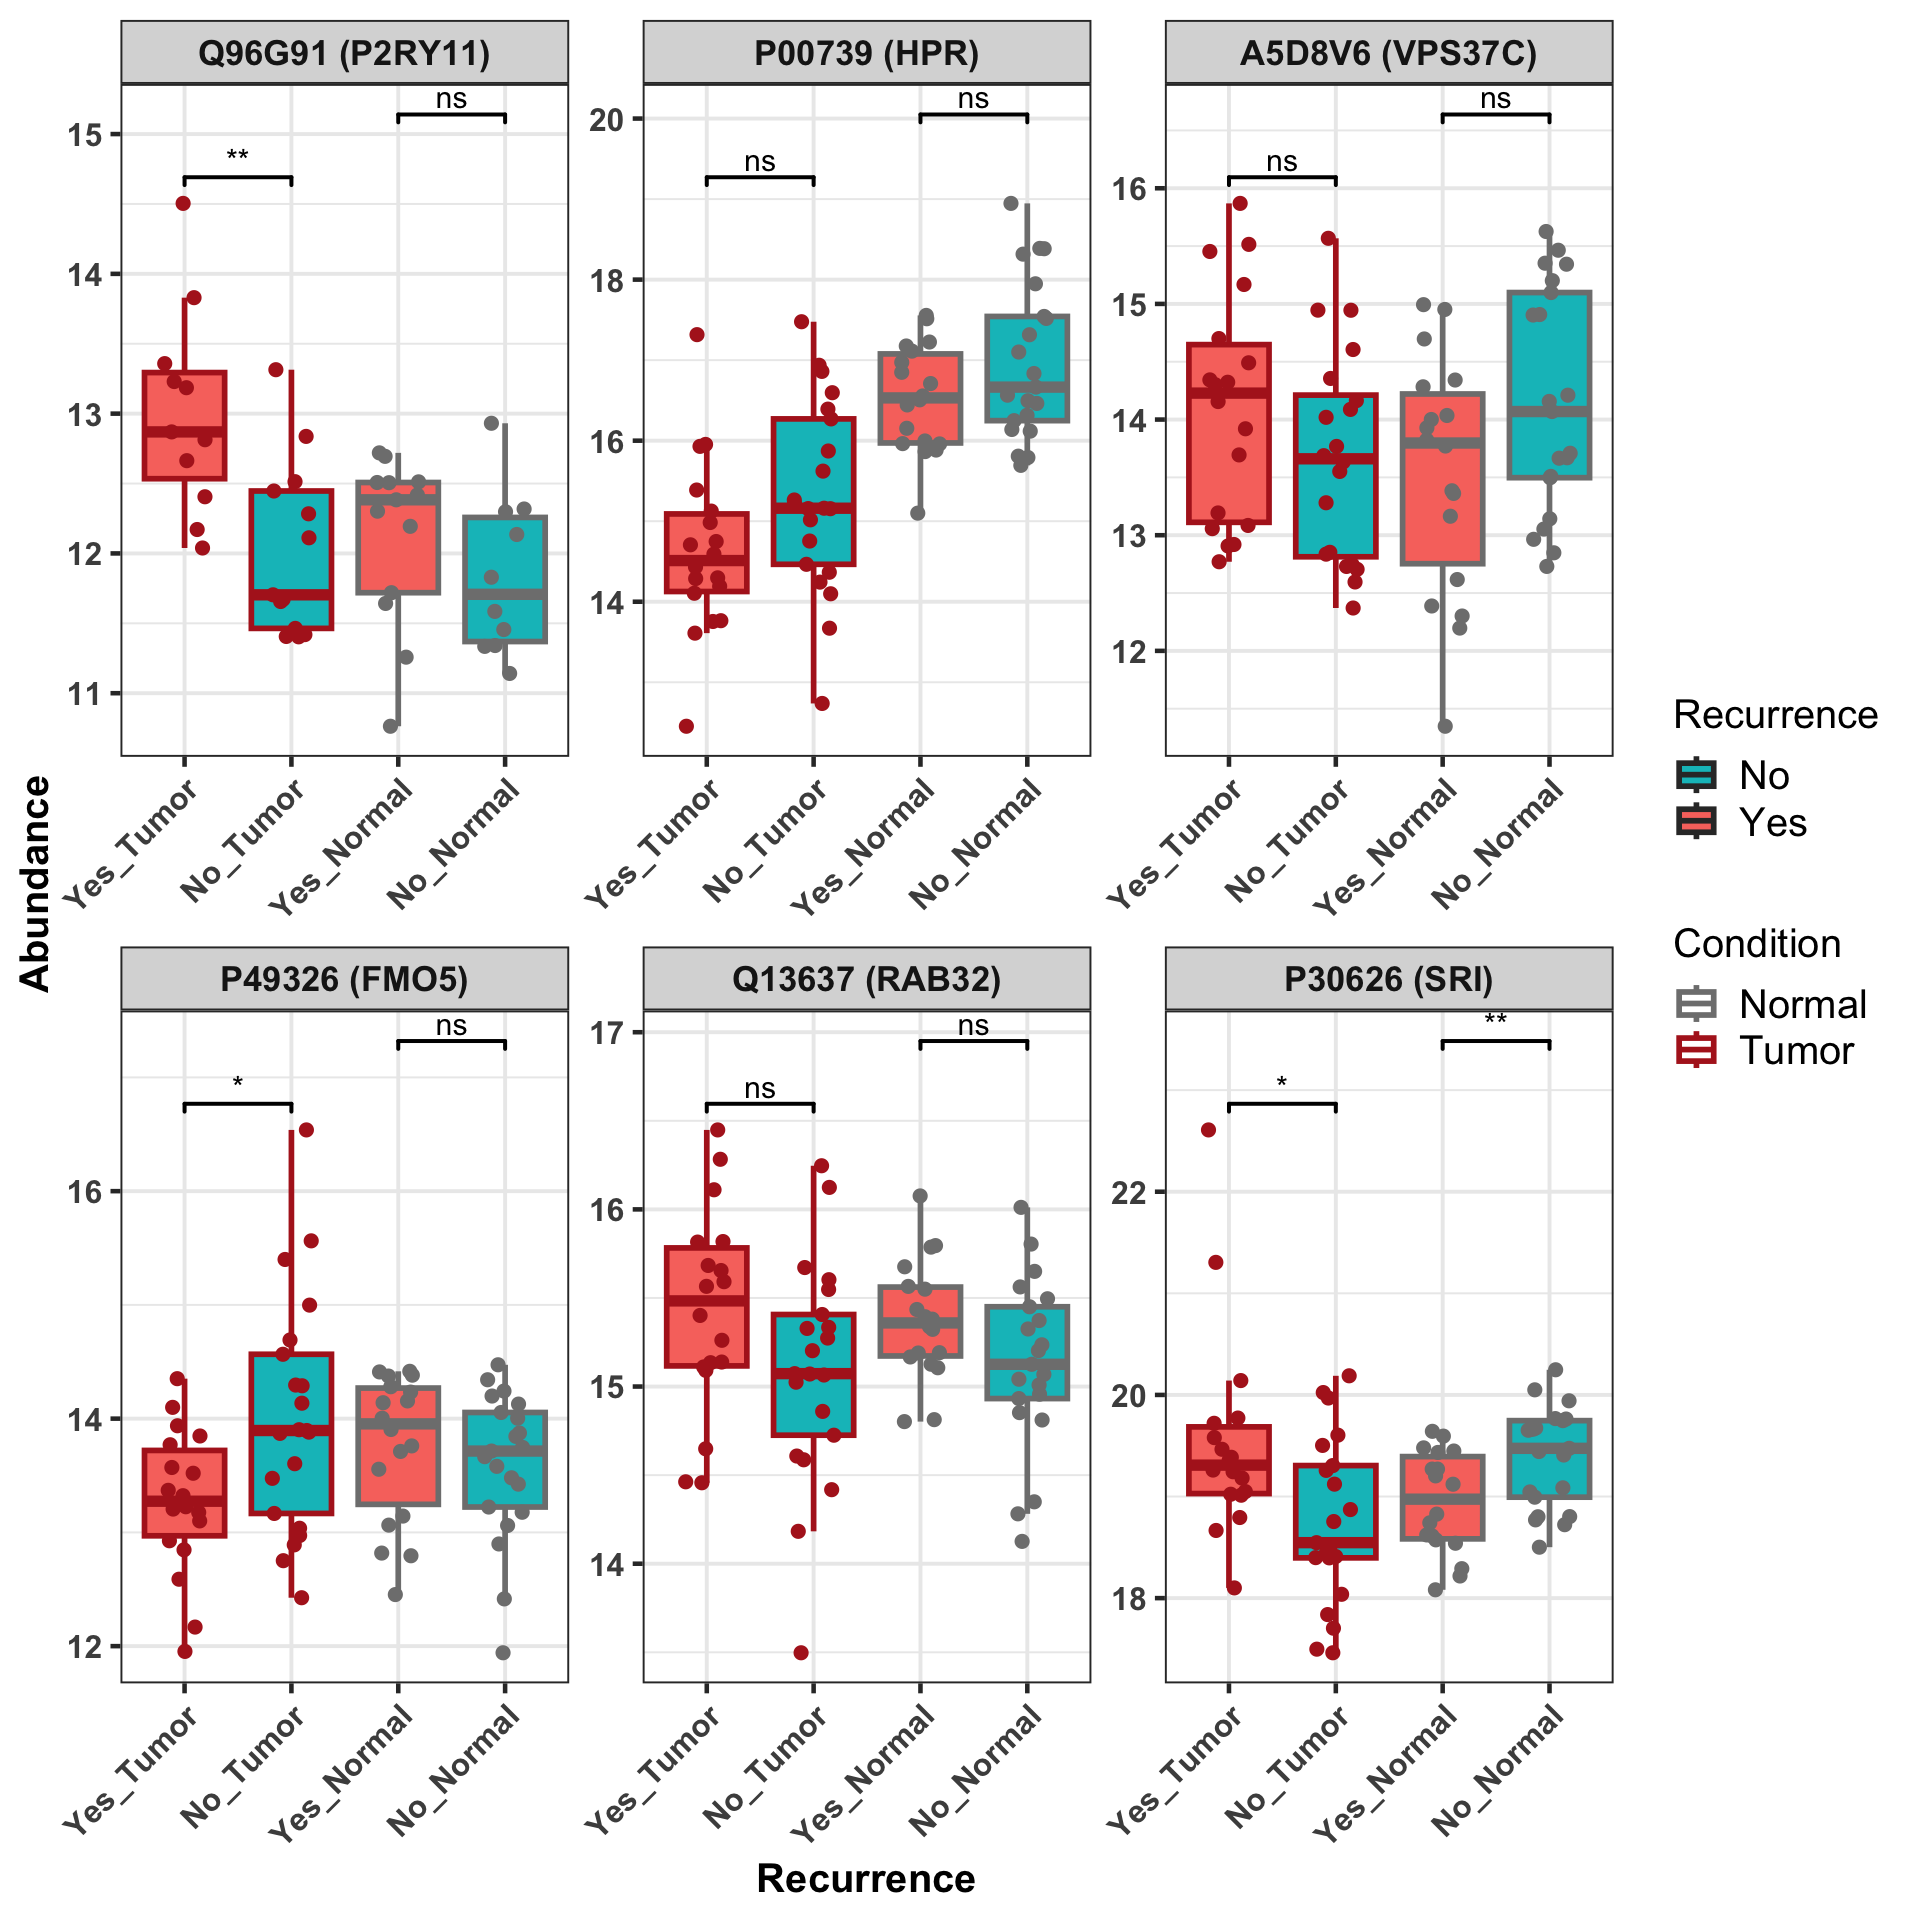 Q96G91 (P2RY11)
P00739 (HPR)
A5D8V6 (VPS37C)
ns
**
15
14
13
12
11
ns
ns
20
18
16
14
ns
ns
16
15
14
13
12
Yes_Tumor
No_Tumor
Yes_Normal
No_Normal
Yes_Tumor
No_Tumor
Yes_Normal
No_Normal
Yes_Tumor
No_Tumor
Yes_Normal
No_Normal
Abundance
P49326 (FMO5)
Q13637 (RAB32)
P30626 (SRI)
ns
*
16
14
12
ns
ns
17
16
15
14
**
*
22
20
18
Yes_Tumor
No_Tumor
Yes_Normal
No_Normal
Yes_Tumor
No_Tumor
Yes_Normal
No_Normal
Yes_Tumor
No_Tumor
Yes_Normal
No_Normal
Recurrence
Recurrence
No
Yes
Condition
Normal
Tumor